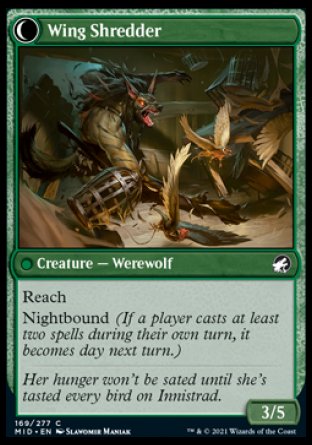 Wing Shredder
Creature — Werewolf
Reach
Nightbound (If a player casts at least
two spells during their own turn, it
becomes day next turn.)
Her hunger won't be sated until she's
tasted every bird on Innistrad.
3/5
169/277 C
MID • EN SLAWOMIR MANIAK
™ & © 2021 Wizards of the Coast